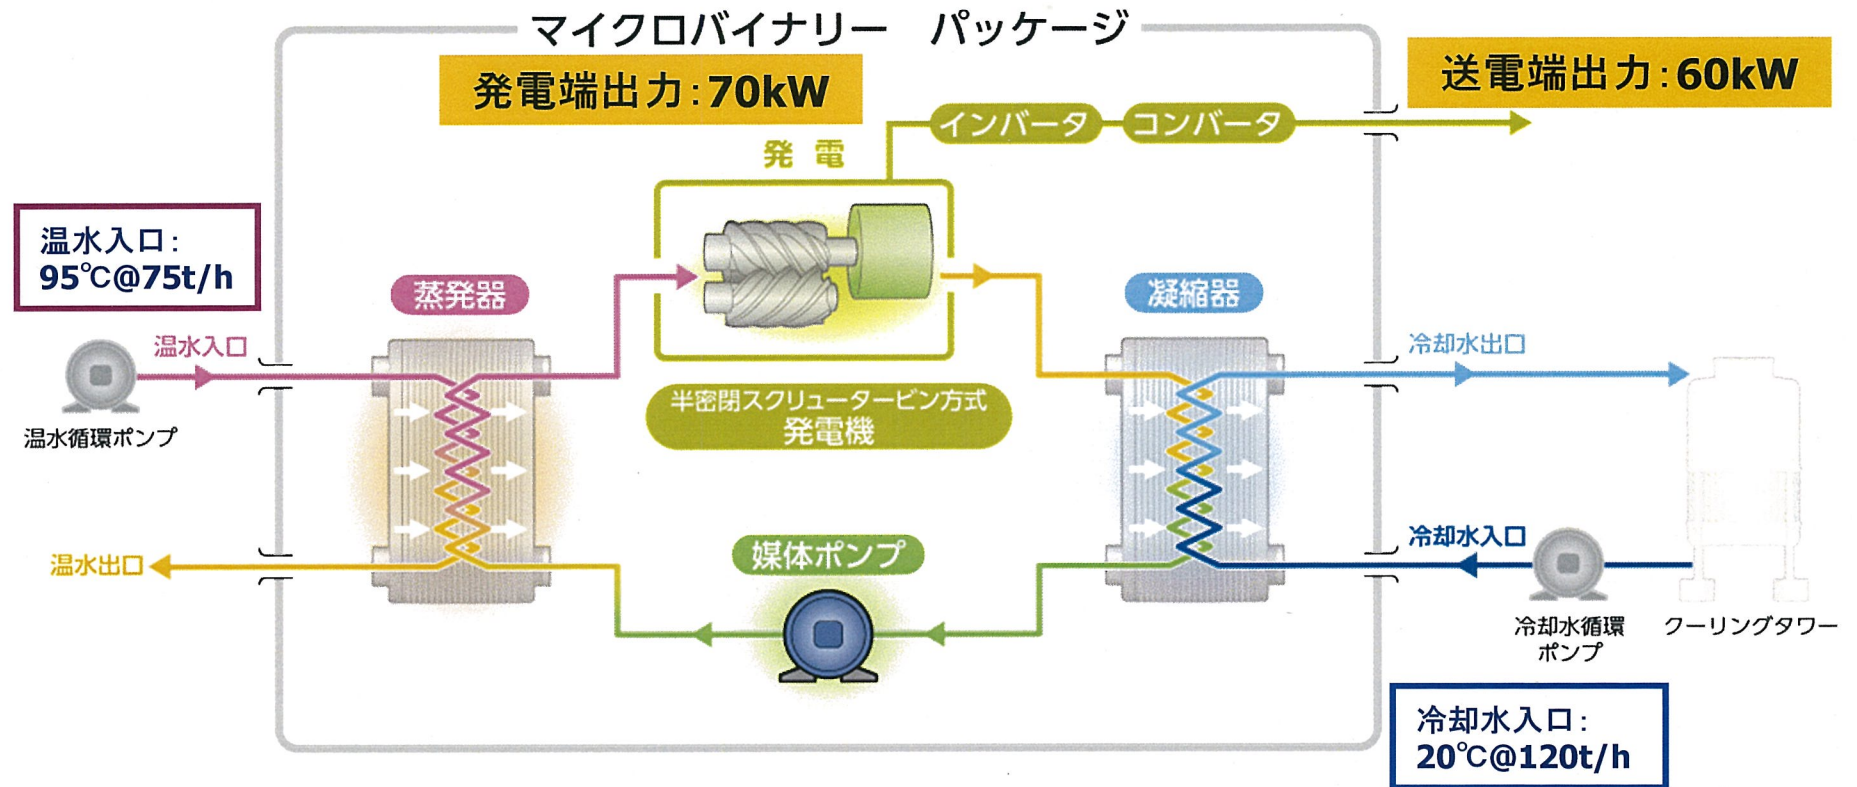 マイクロバイナリー　パッケージ
発電端出力：70kW
送電端出力：60kW
インバータ
コンバータ
発 電
温水入口：
95℃@75t/h
蒸発器
凝縮器
温水入口
冷却水出口
半密閉スクリュータービン方式
発電機
温水循環ポンプ
媒体ポンプ
冷却水入口
温水出口
冷却水循環
ポンプ
クーリングタワー
冷却水入口：
20℃@120t/h